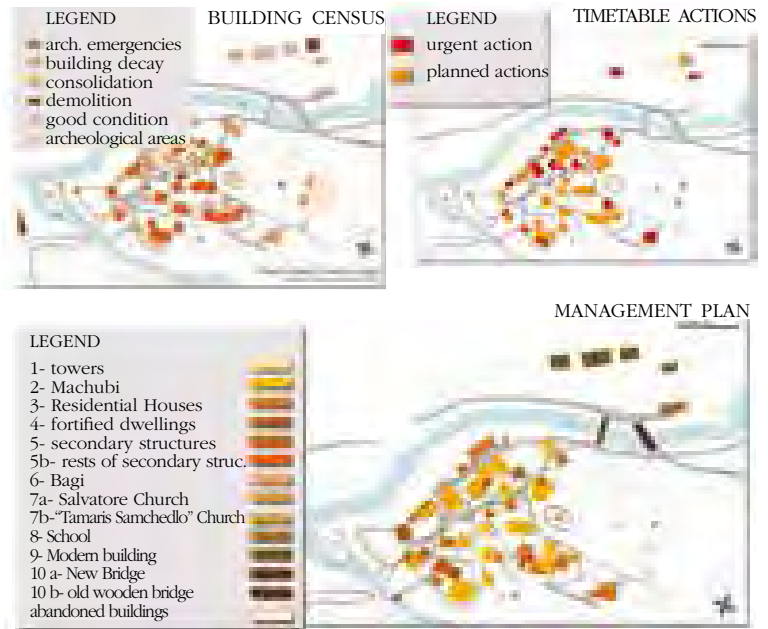 LEGEND
BUILDING CENSUS
arch. emergencies
building decay
consolidation
demolition
good condition
archeological areas
LEGEND
TIMETABLE ACTIONS
urgent action
planned actions
MANAGEMENT PLAN
LEGEND
1- towers
2- Machubi
3- Residential Houses
4- fortified dwellings
5- secondary structures
5b- rests of secondary struc.
6- Bagi
7a- Salvatore Church
7b-“Tamaris Samchedlo” Church
8- School
9- Modern building
10 a- New Bridge
10 b- old wooden bridge
abandoned buildings